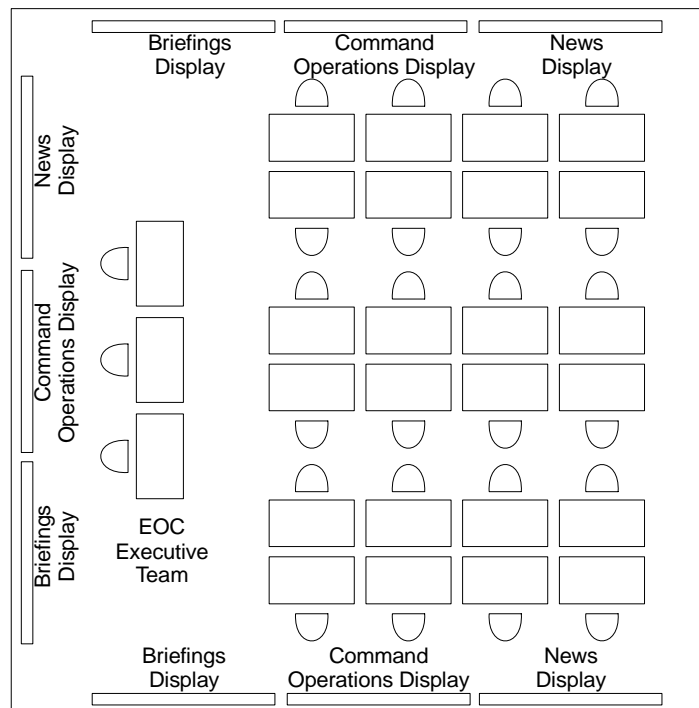 Briefings
Display
Command
Operations Display
News
Display
News
Display
Command
Operations Display
Briefings
Display
EOC
Executive
Team
Briefings
Display
Command
Operations Display
News
Display